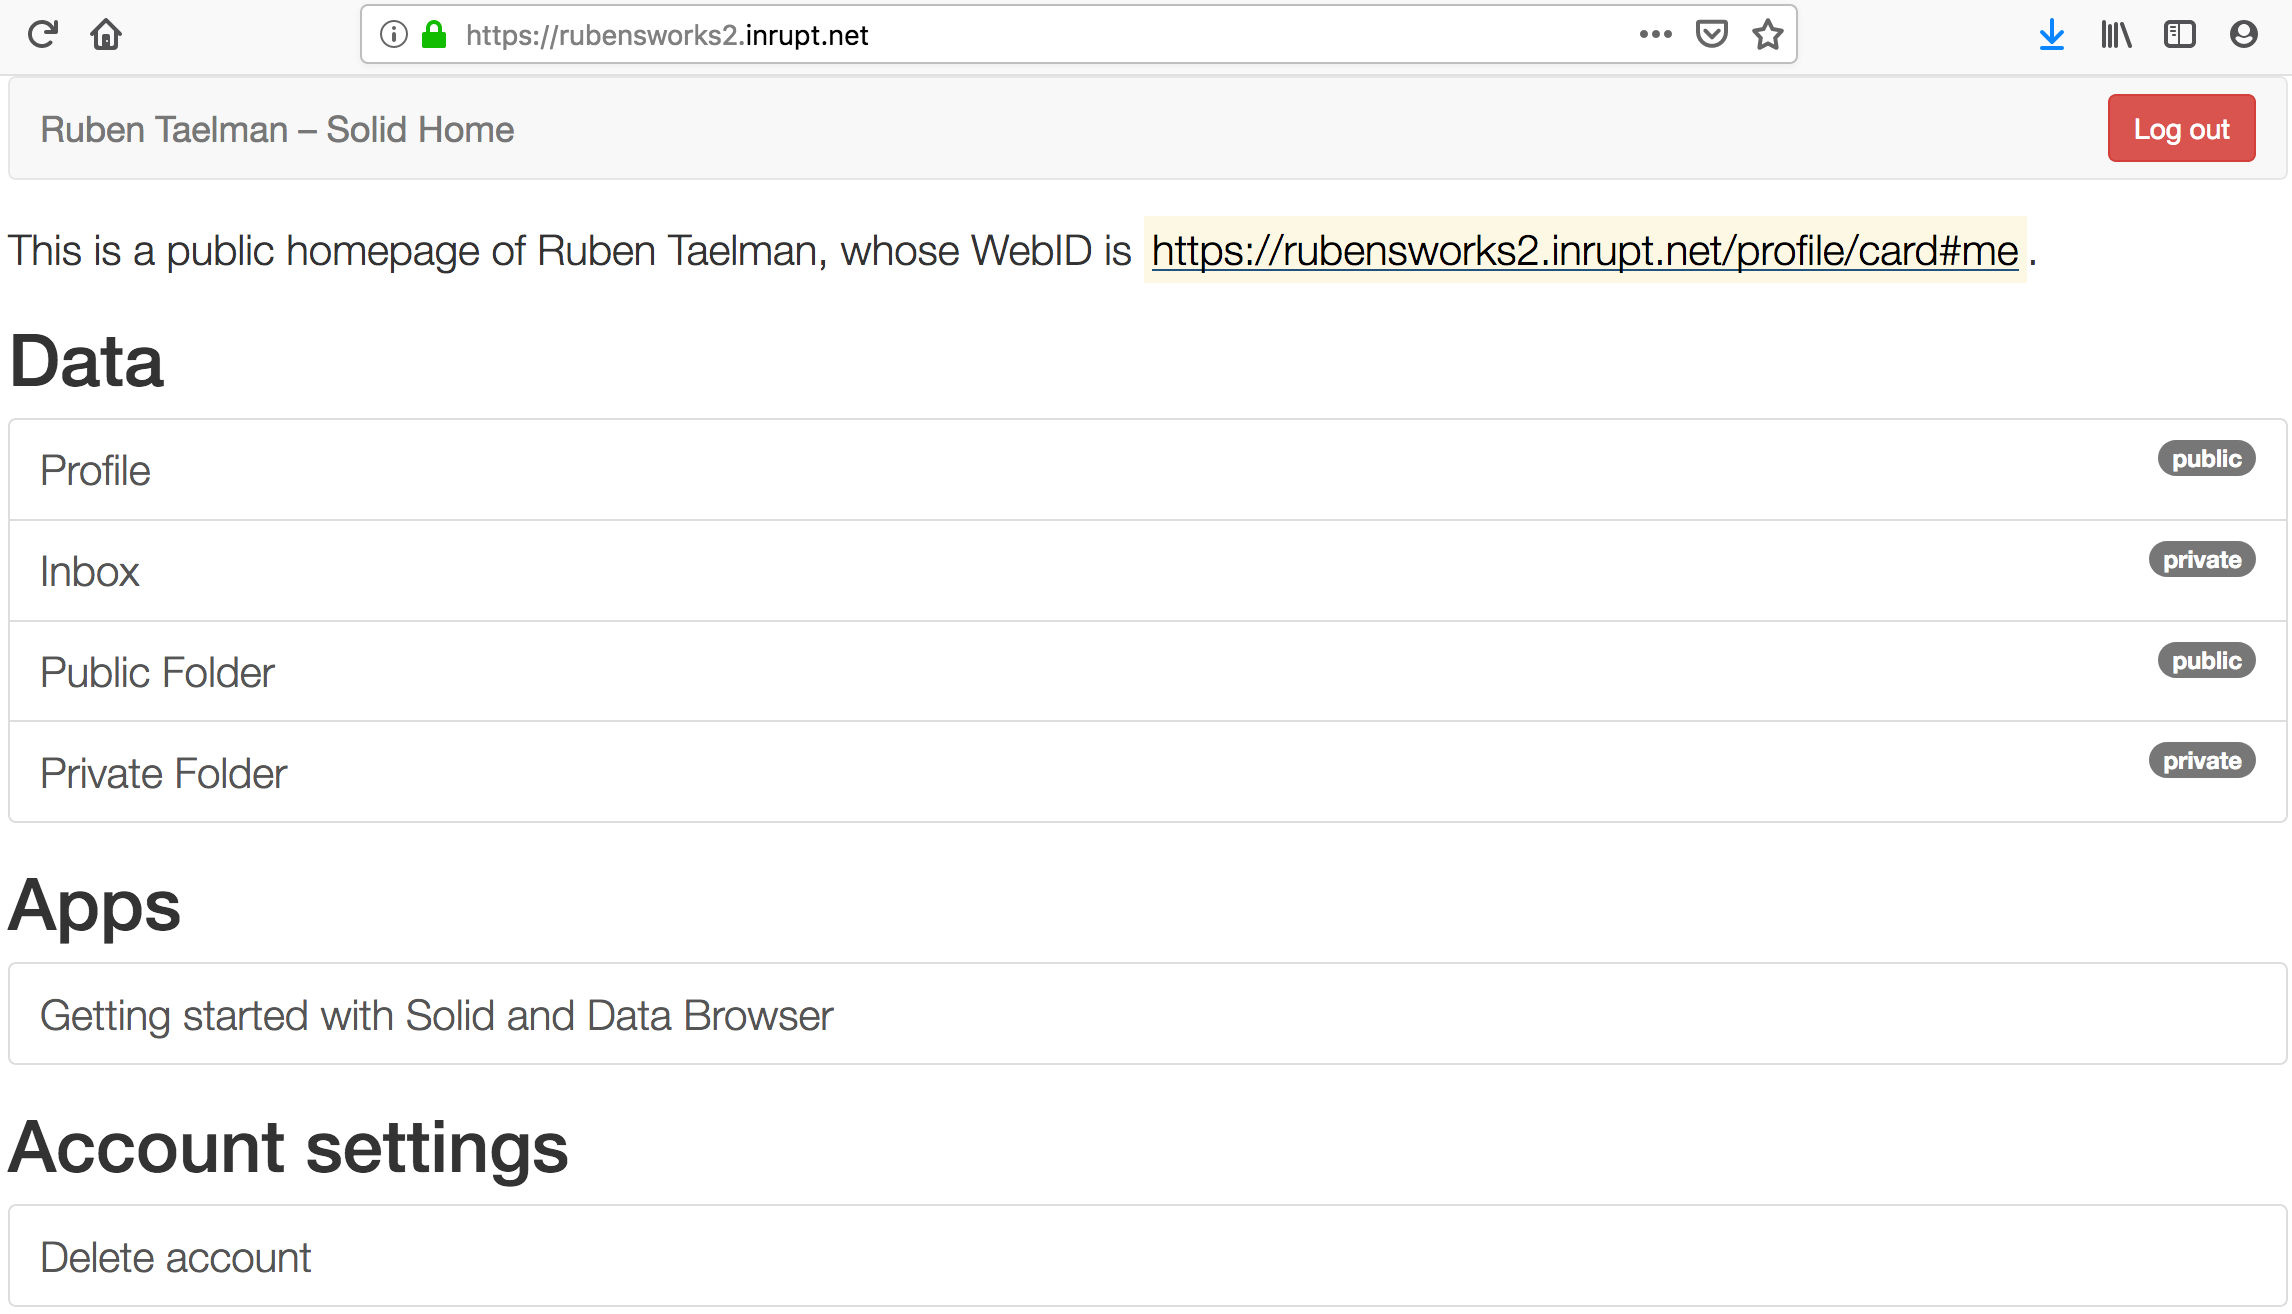 https://rubensworks2.inrupt.net
Ruben Taelman – Solid Home
Log out
This is a public homepage of Ruben Taelman, whose WebID is https://rubensworks2.inrupt.net/profile/card#me .
Data
Profile public
Inbox private
Public Folder public
Private Folder private
Apps
Getting started with Solid and Data Browser
Account settings
Delete account